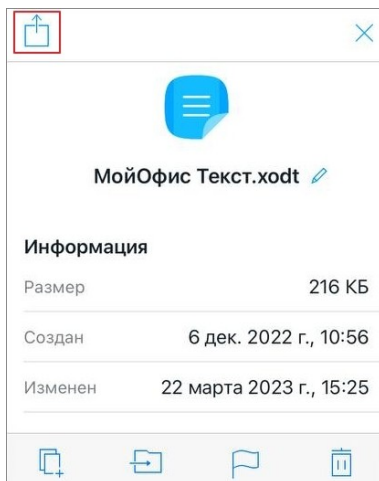 МойОфис Текст.xodt
Информация
Размер 216 КБ
Создан 6 дек. 2022 г., 10:56
Изменен 22 марта 2023 г., 15:25